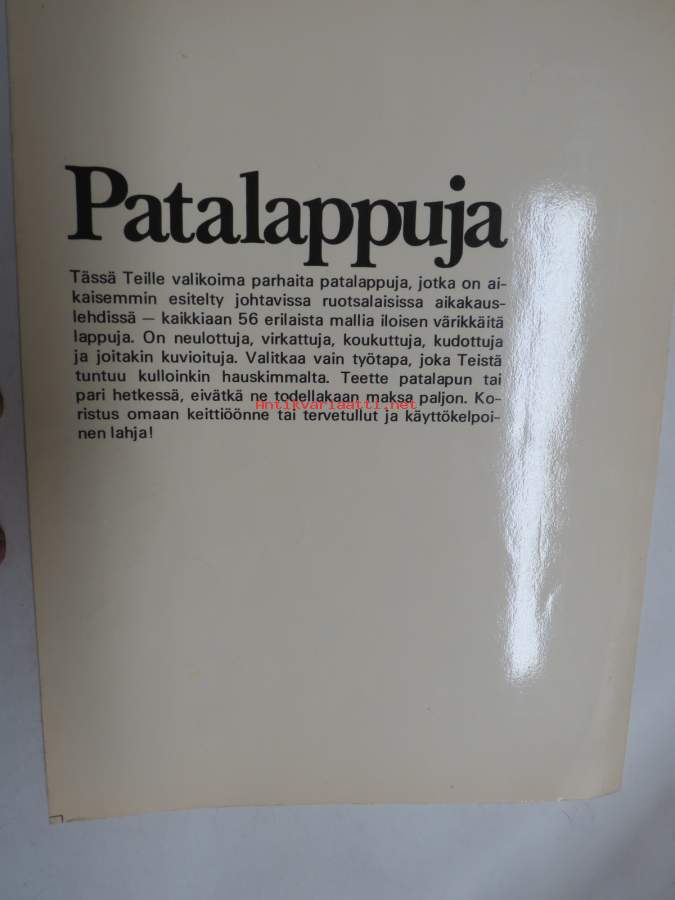 Patalappuja
Tässä Teille valikoima parhaita patalappuja, jotka on ai-
kaisemmin esitelty johtavissa ruotsalaisissa aikakaus-
lehdissä — kaikkiaan 56 erilaista mallia iloisen värikkäitä
lappuja. On neulottuja, virkattuja, koukuttuja, kudottuja
ja joitakin kuvioituja. Valitkaa vain työtapa, joka Teistä
tuntuu kulloinkin hauskimmalta. Teette patalapun tai
pari hetkessä, eivätkä ne todellakaan maksa paljon. Ko-
Antikvariaatti.net
ristus omaan keittiöönne tai tervetullut ja käyttökelpoi-
nen lahja!